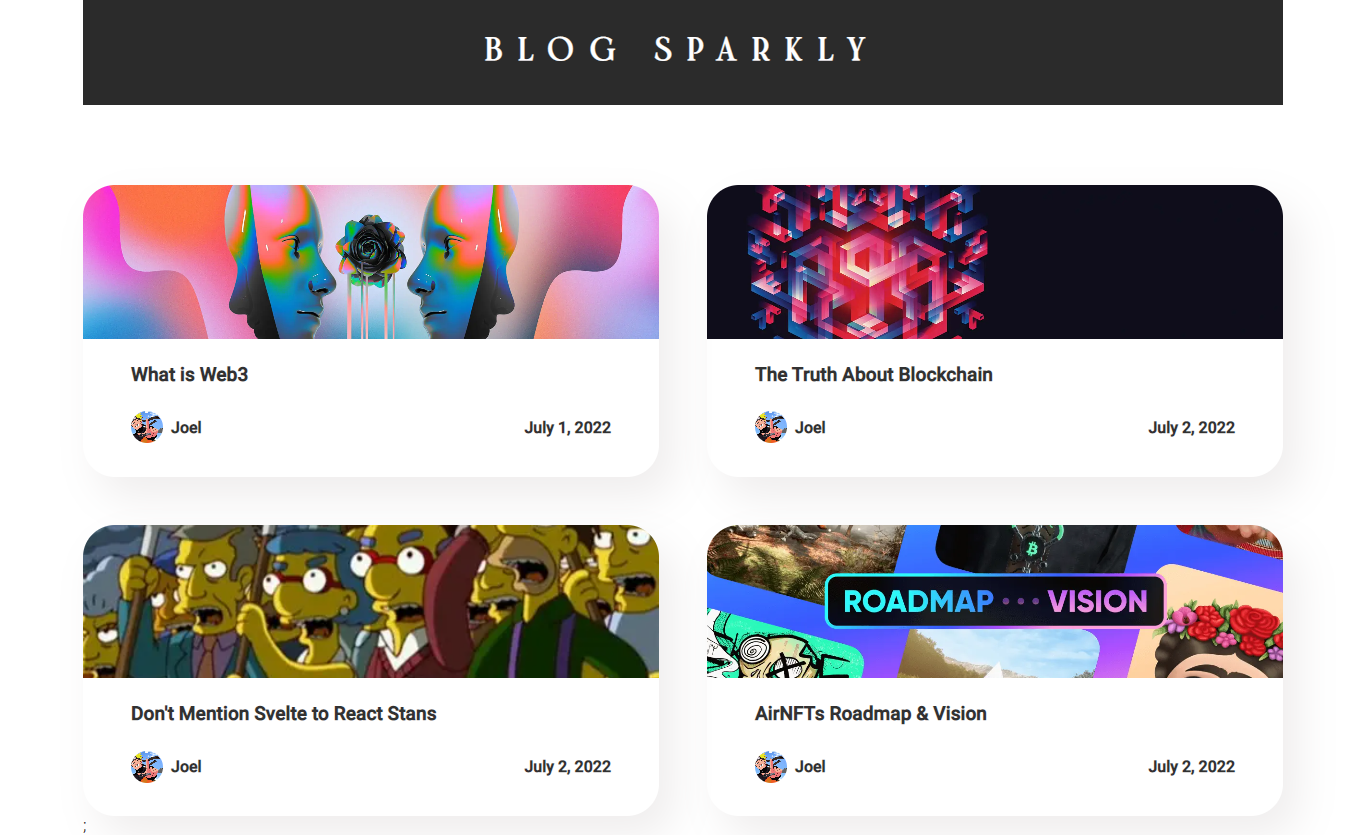 BLOG SPARKLY
What is Web3
Joel July 1, 2022
The Truth About Blockchain
Joel July 2, 2022
ROADMAP ••• VISION
Don't Mention Svelte to React Stans
Joel July 2, 2022
AirNFTs Roadmap & Vision
Joel July 2, 2022
;